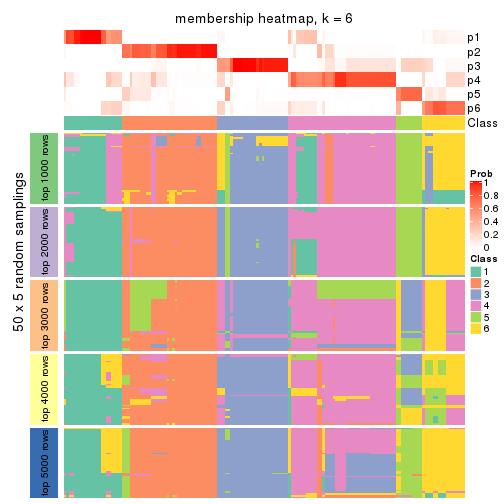 membership heatmap, k = 6
p1
p2
p3
p4
p5
p6
Class
50 x 5 random samplings
top 1000 rows
top 2000 rows
top 3000 rows
top 4000 rows
top 5000 rows
Prob
1
0.8
0.6
0.4
0.2
0
Class
1
2
3
4
5
6